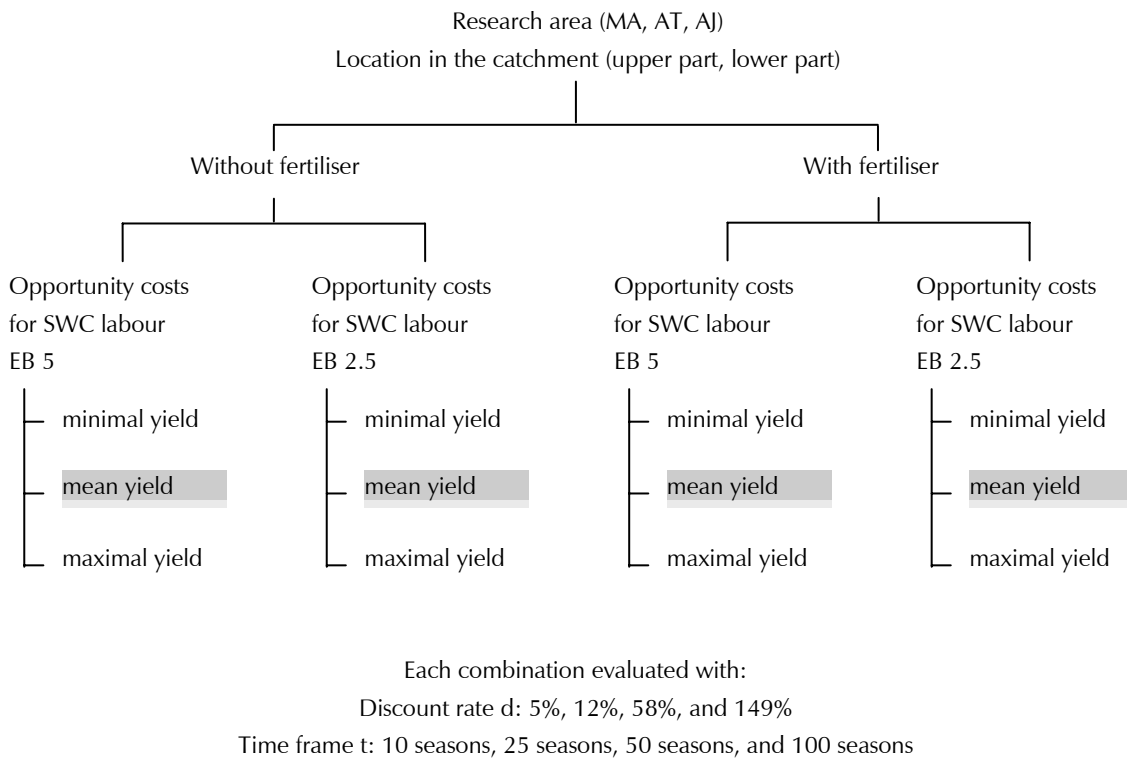 Research area (MA, AT, AJ)
Location in the catchment (upper part, lower part)
Without fertiliser
With fertiliser
Opportunity costs
for SWC labour
EB 5
minimal yield
mean yield
maximal yield
Opportunity costs
for SWC labour
EB 2.5
minimal yield
mean yield
maximal yield
Opportunity costs
for SWC labour
EB 5
minimal yield
mean yield
maximal yield
Opportunity costs
for SWC labour
EB 2.5
minimal yield
mean yield
maximal yield
Each combination evaluated with:
Discount rate d: 5%, 12%, 58%, and 149%
Time frame t: 10 seasons, 25 seasons, 50 seasons, and 100 seasons